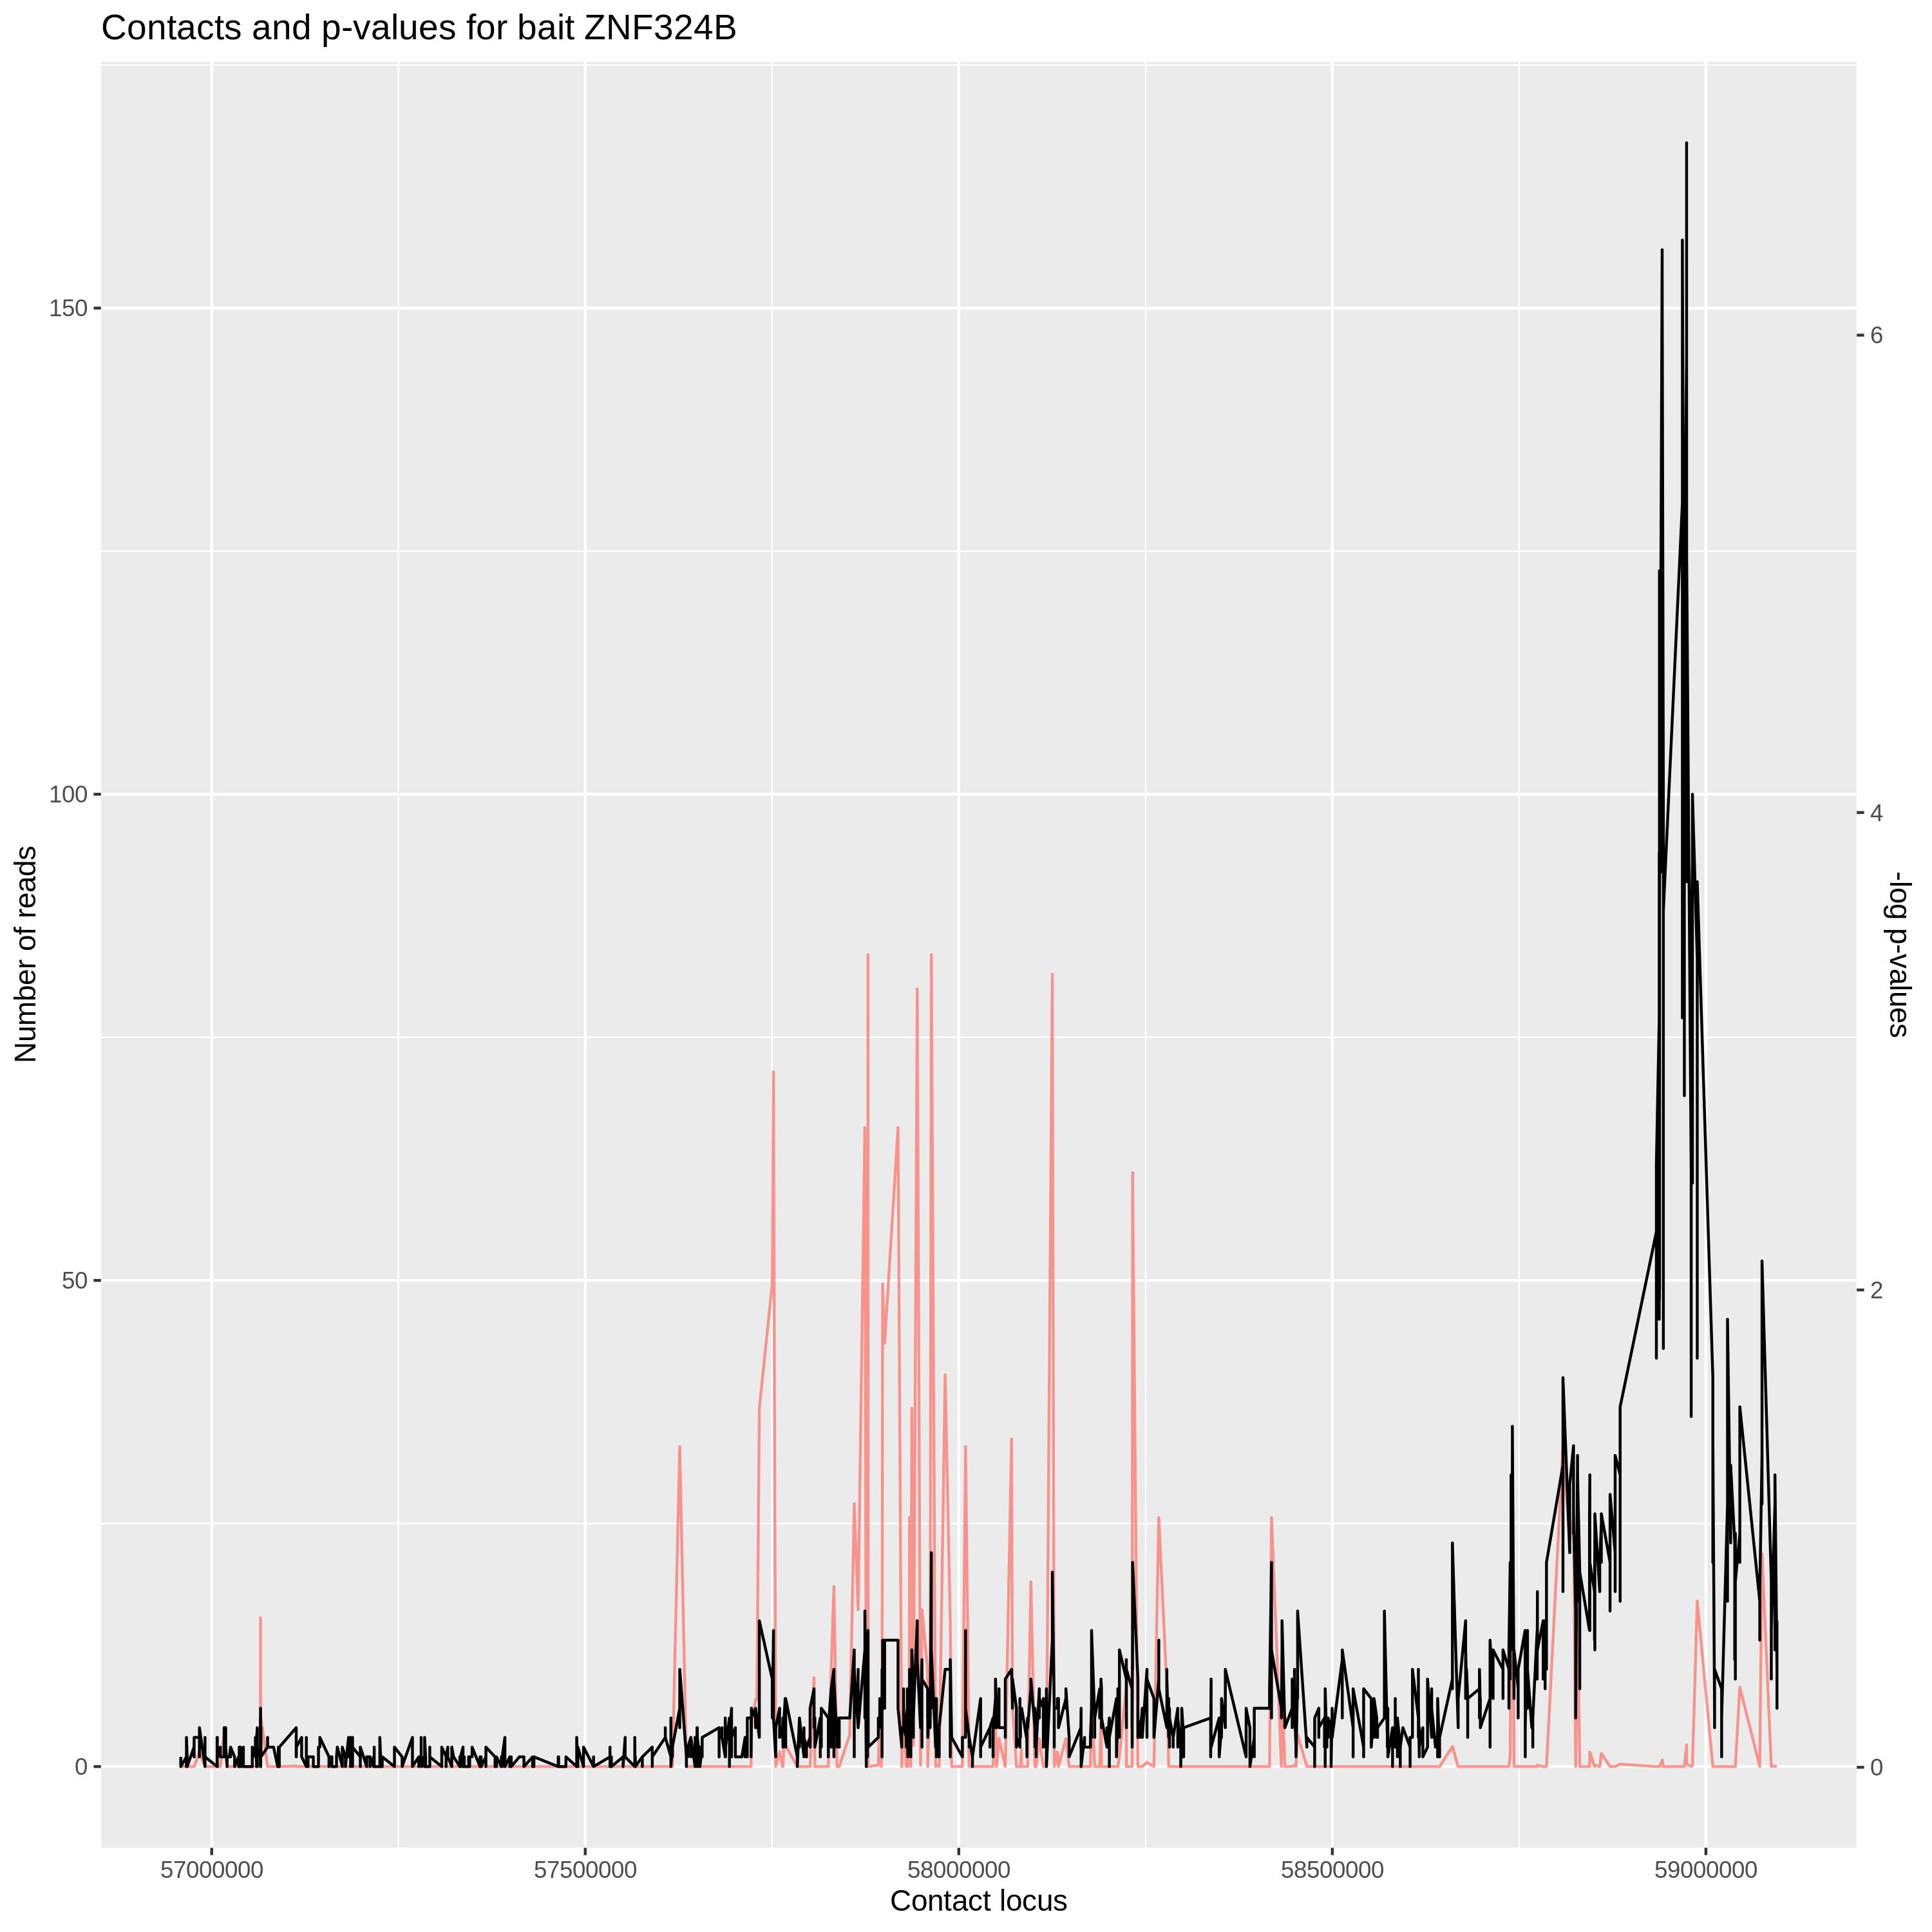 Contacts and p-values for bait ZNF324B
150
100
50
0
Number of reads
6
4
2
0
-log p-values
57000000 57500000 58000000 58500000 59000000
Contact locus